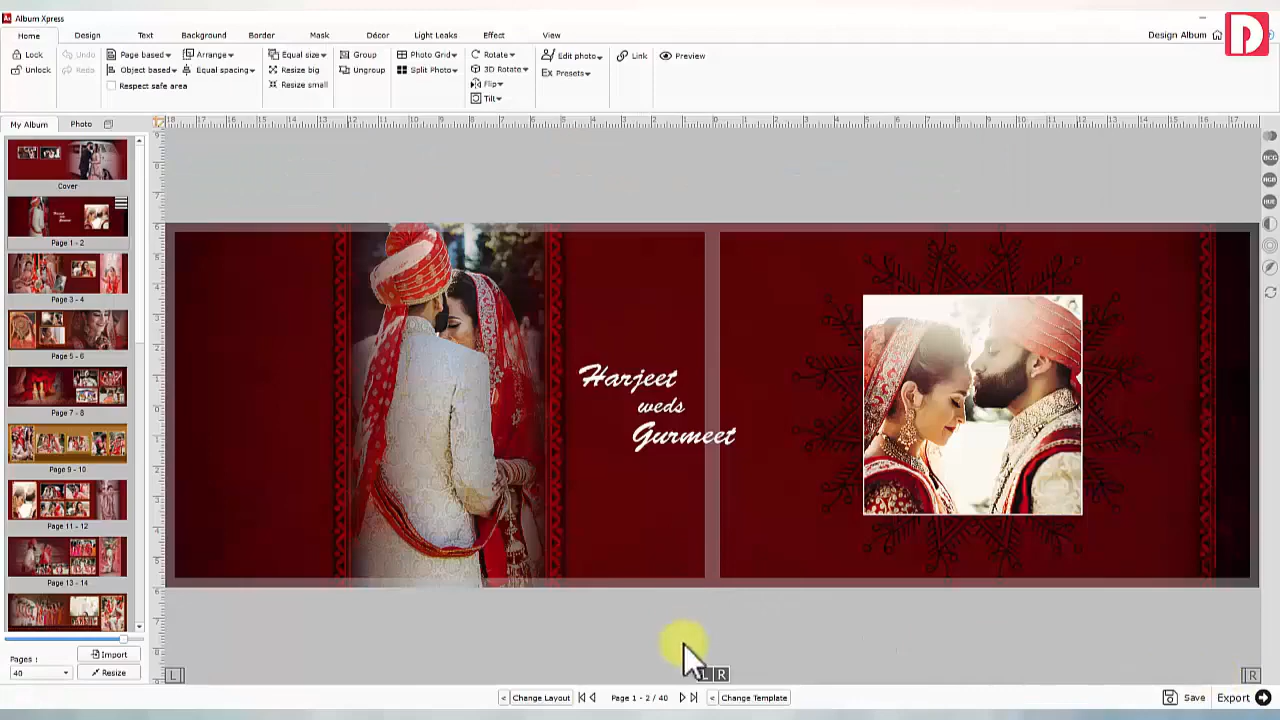 Album Xpress
Home Design Text Background Border Mask Décor Light Leaks Effect View
Design Album
Lock Undo Page based Arrange Equal size Group Photo Grid Rotate Edit photo Link Preview
Unlock Redo Object based Equal spacing Resize big Ungroup Split Photo 3D Rotate Ex Presets
Respect safe area Resize small Flip
Tilt
My Album Photo
Cover
Page 1 - 2
Page 3 - 4
Page 5 - 6
Page 7 - 8
Page 9 - 10
Page 11 - 12
Page 13 - 14
Harjeet
weds
Gurmeet
BCG
RGB
HUE
Pages :
Import
40
Resize
L
L R
R
< Change Layout Page 1 - 2 / 40 < Change Template
Save Export